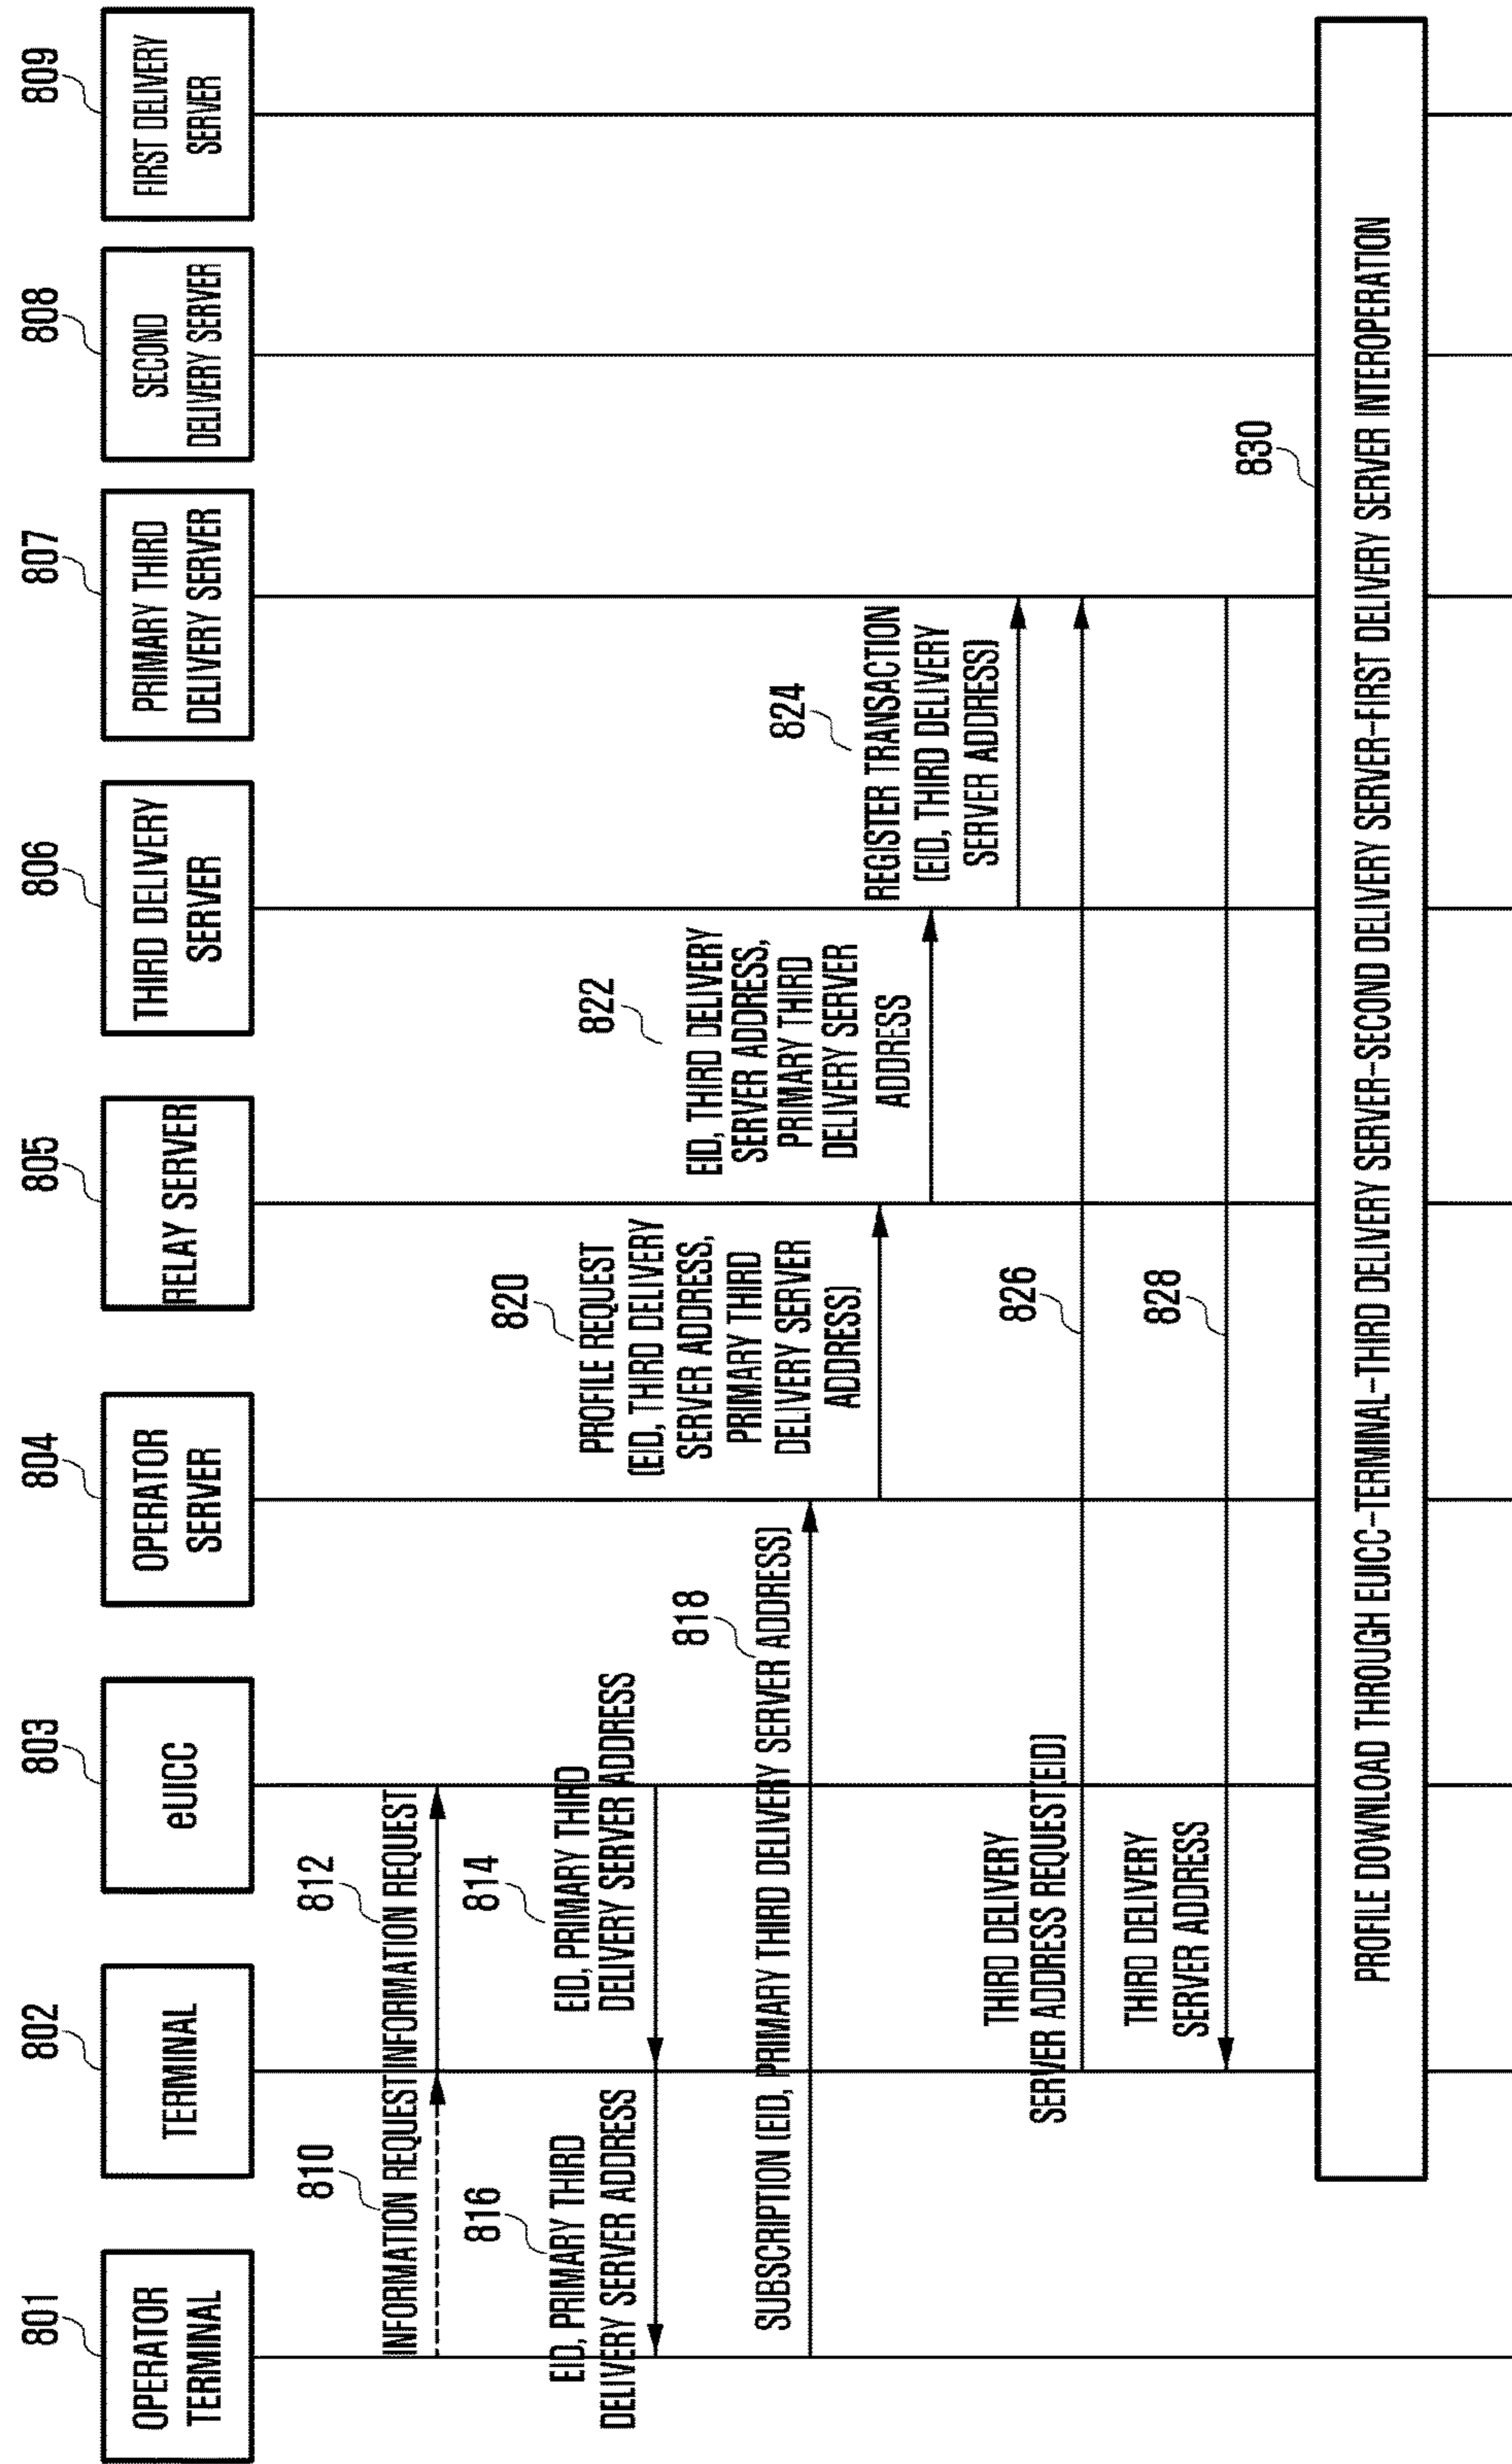 801
OPERATOR
TERMINAL
802
TERMINAL
803
eUICC
804
OPERATOR
SERVER
805
RELAY SERVER
806
THIRD DELIVERY
SERVER
807
PRIMARY THIRD
DELIVERY SERVER
808
SECOND
DELIVERY SERVER
809
FIRST DELIVERY
SERVER
810
INFORMATION REQUEST
812
INFORMATION REQUEST
814
EID, PRIMARY THIRD
DELIVERY SERVER ADDRESS
816
EID, PRIMARY THIRD
DELIVERY SERVER ADDRESS
818
SUBSCRIPTION (EID, PRIMARY THIRD DELIVERY SERVER ADDRESS)
820
PROFILE REQUEST
(EID, THIRD DELIVERY
SERVER ADDRESS,
PRIMARY THIRD
DELIVERY SERVER
ADDRESS)
822
EID, THIRD DELIVERY
SERVER ADDRESS,
PRIMARY THIRD
DELIVERY SERVER
ADDRESS
824
REGISTER TRANSACTION
(EID, THIRD DELIVERY
SERVER ADDRESS)
THIRD DELIVERY
SERVER ADDRESS REQUEST(EID)
826
THIRD DELIVERY
SERVER ADDRESS
828
830
PROFILE DOWNLOAD THROUGH EUICC-TERMINAL-THIRD DELIVERY SERVER-SECOND DELIVERY SERVER-FIRST DELIVERY SERVER INTEROPERATION